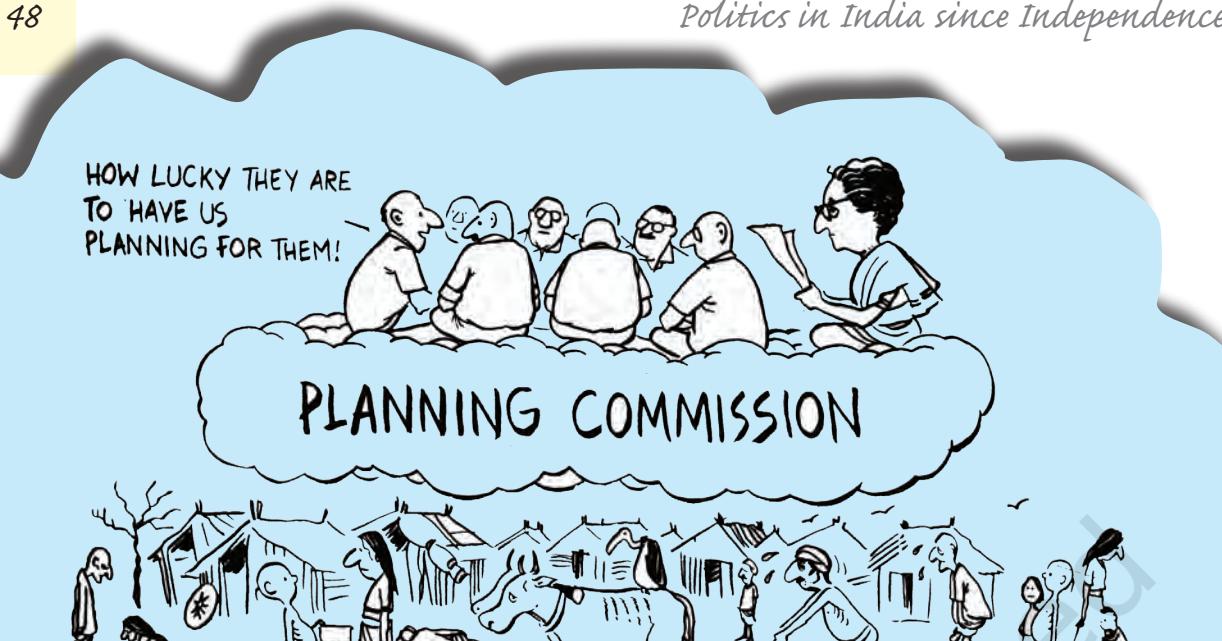 48
Politics in India since Independence
HOW LUCKY THEY ARE
TO HAVE US
PLANNING FOR THEM!
PLANNING COMMISSION